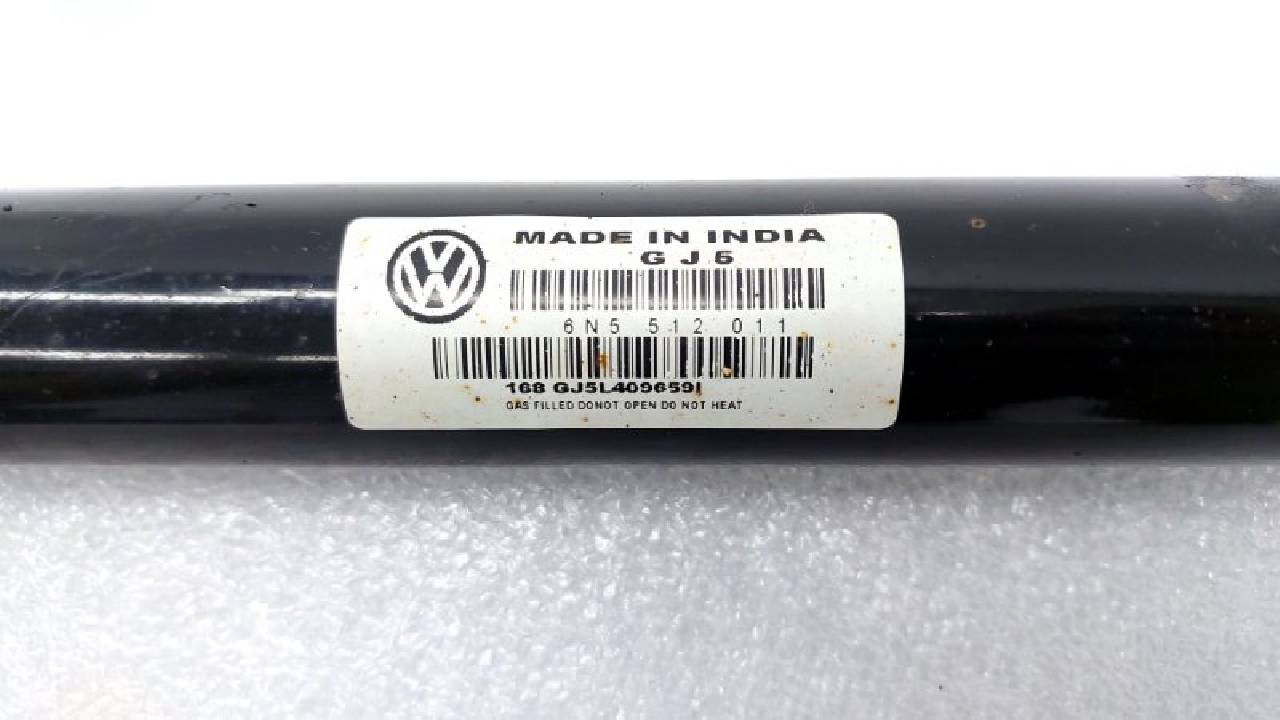 MADE IN INDIA
G J 5
6N5 512 011
168 GJ5L409659I
GAS FILLED DONOT OPEN DO NOT HEAT